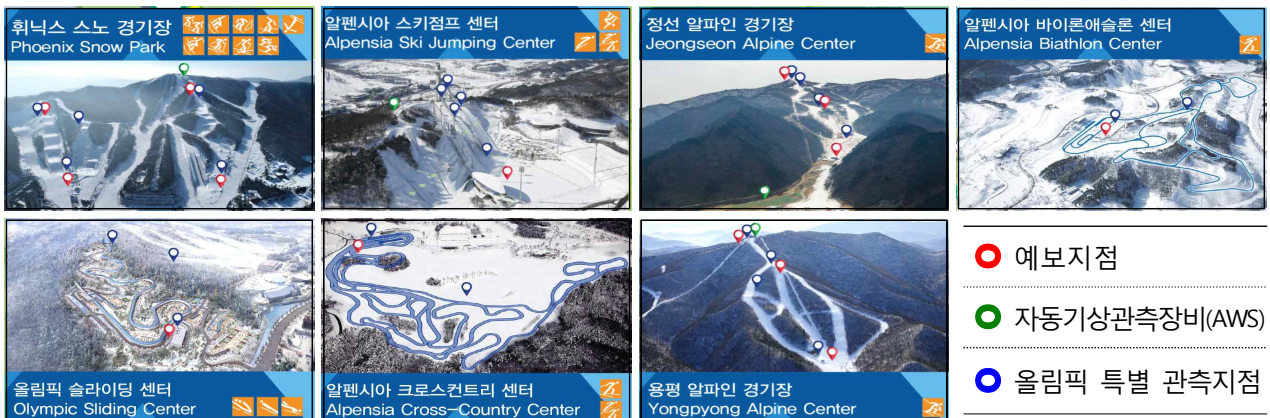 휘닉스 스노 경기장
Phoenix Snow Park
알펜시아 스키점프 센터
Alpensia Ski Jumping Center
정선 알파인 경기장
Jeongseon Alpine Center
알펜시아 바이론애슬론 센터
Alpensia Biathlon Center
올림픽 슬라이딩 센터
Olympic Sliding Center
알펜시아 크로스컨트리 센터
Alpensia Cross-Country Center
용평 알파인 경기장
Yongpyong Alpine Center
예보지점
자동기상관측장비(AWS)
올림픽 특별 관측지점